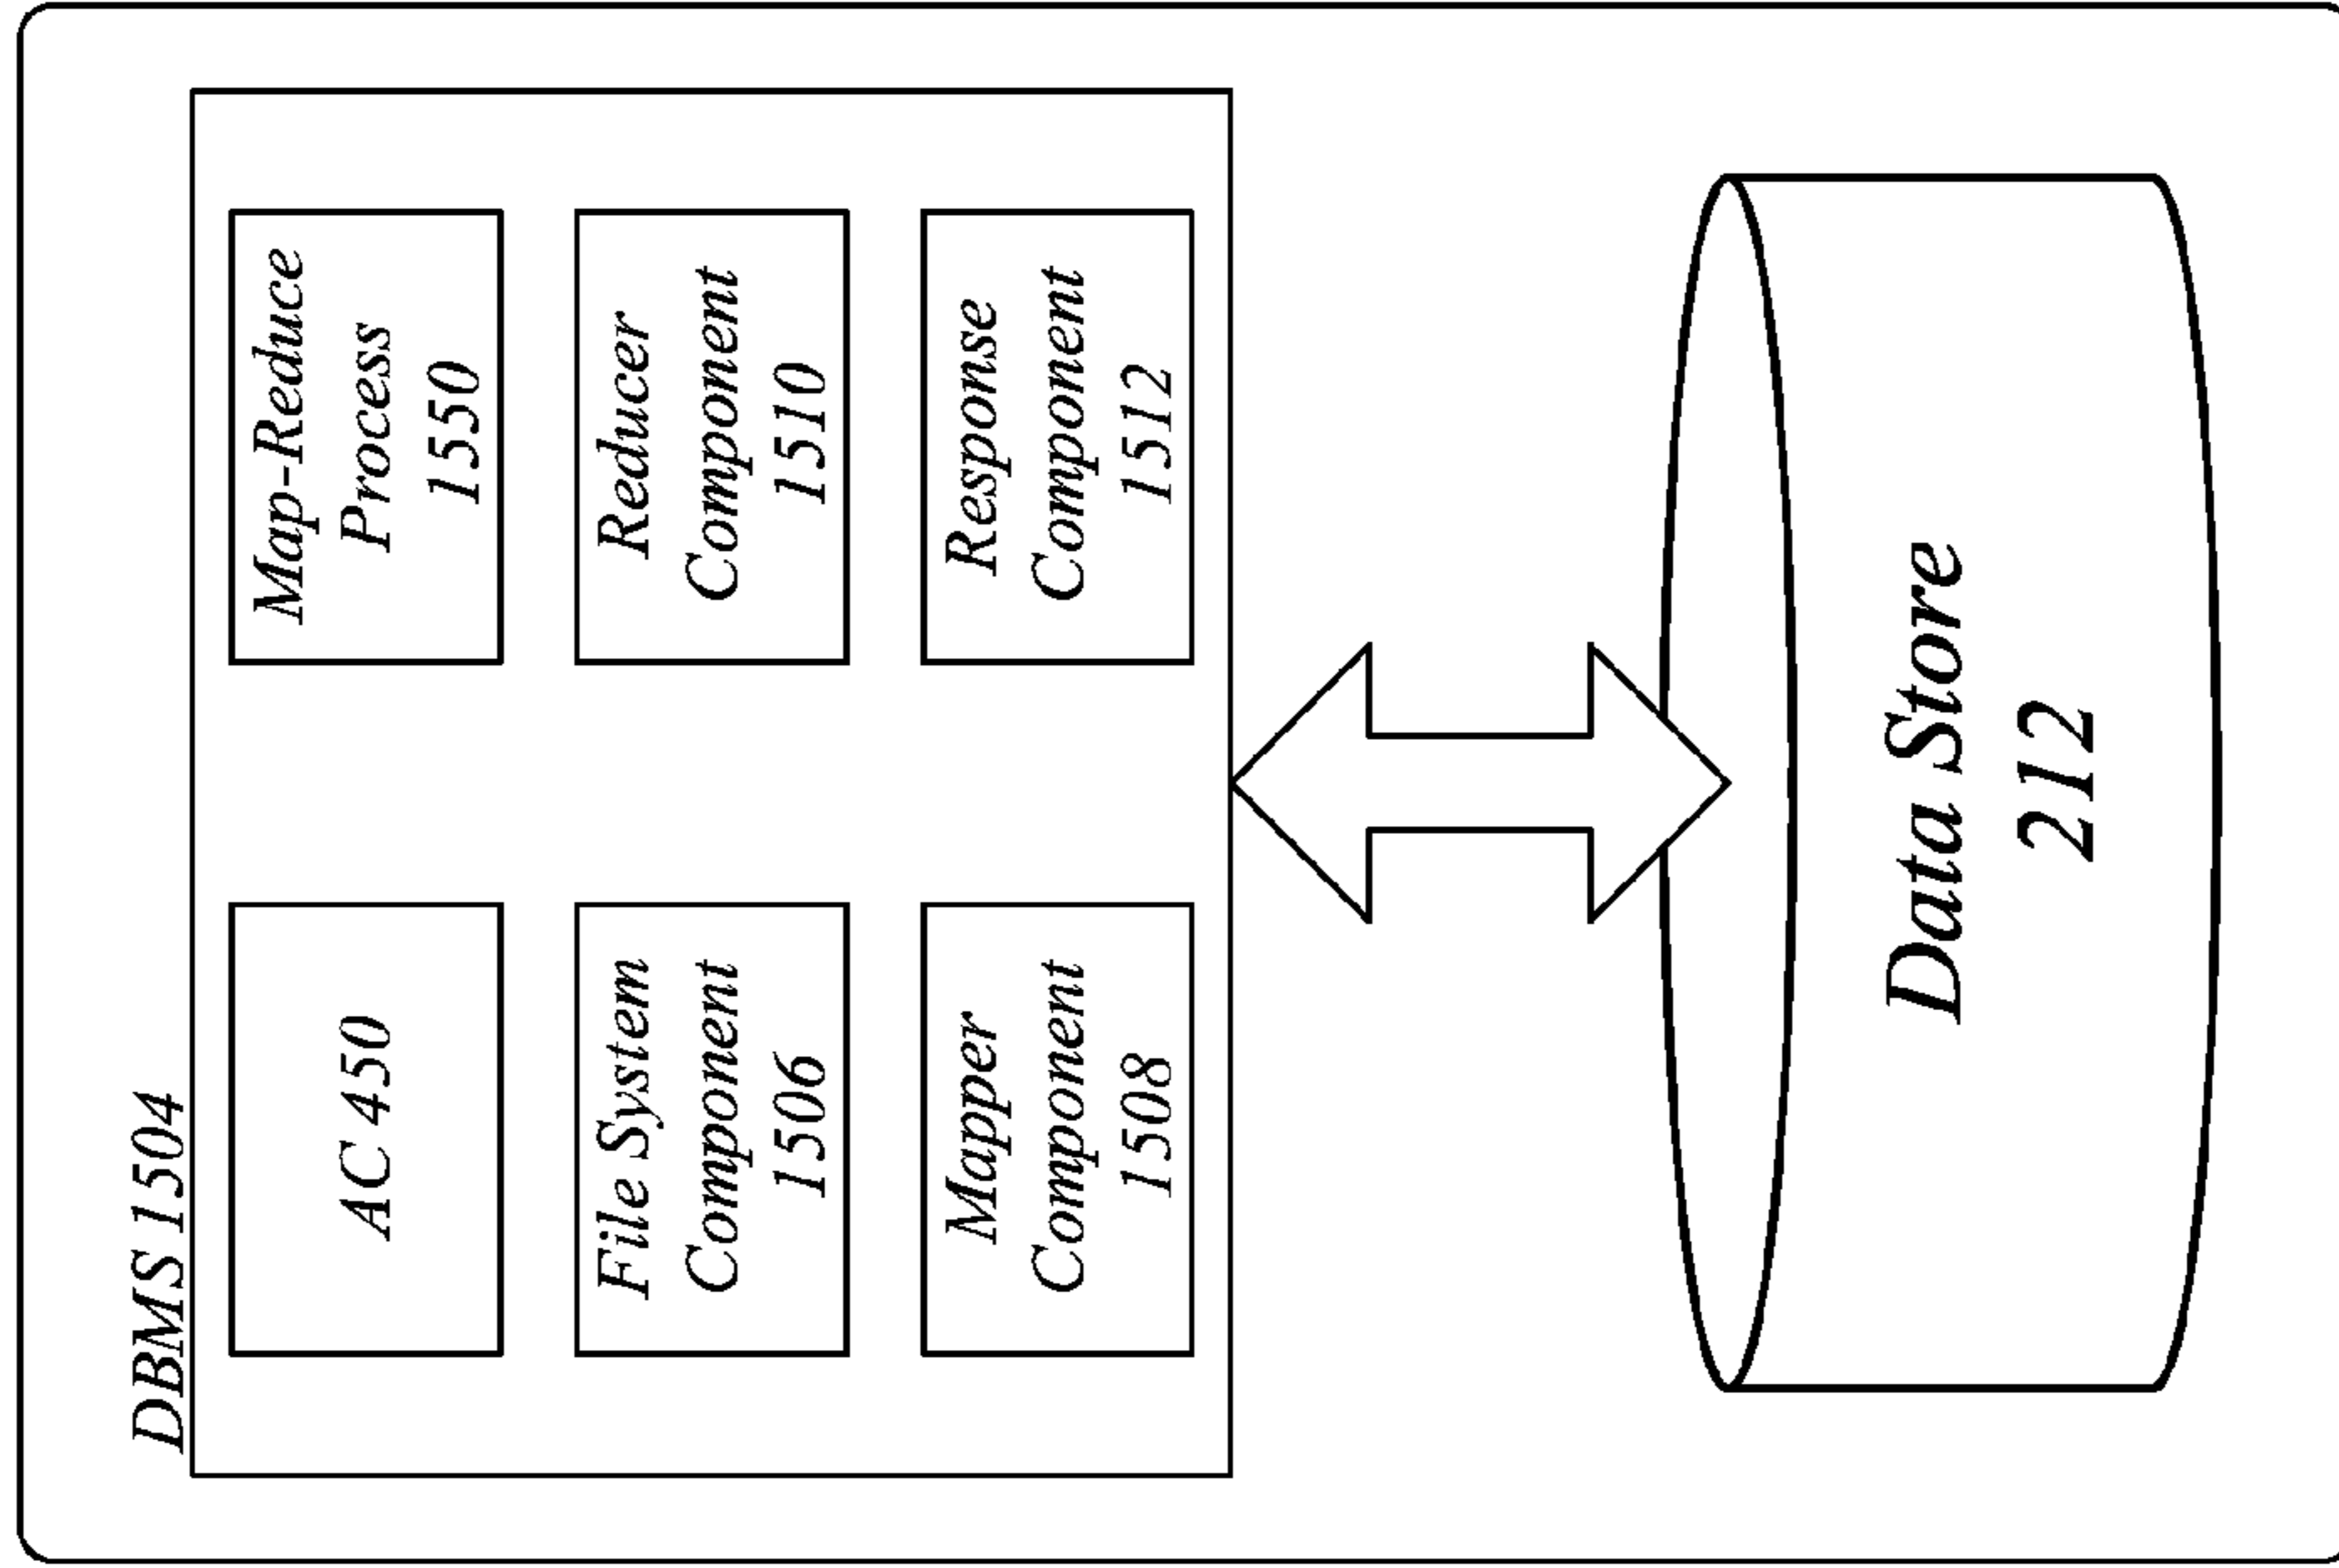 DBMS 1504
AC 450
Map-Reduce
Process
1550
File System
Component
1506
Reducer
Component
1510
Mapper
Component
1508
Response
Component
1512
Data Store
212